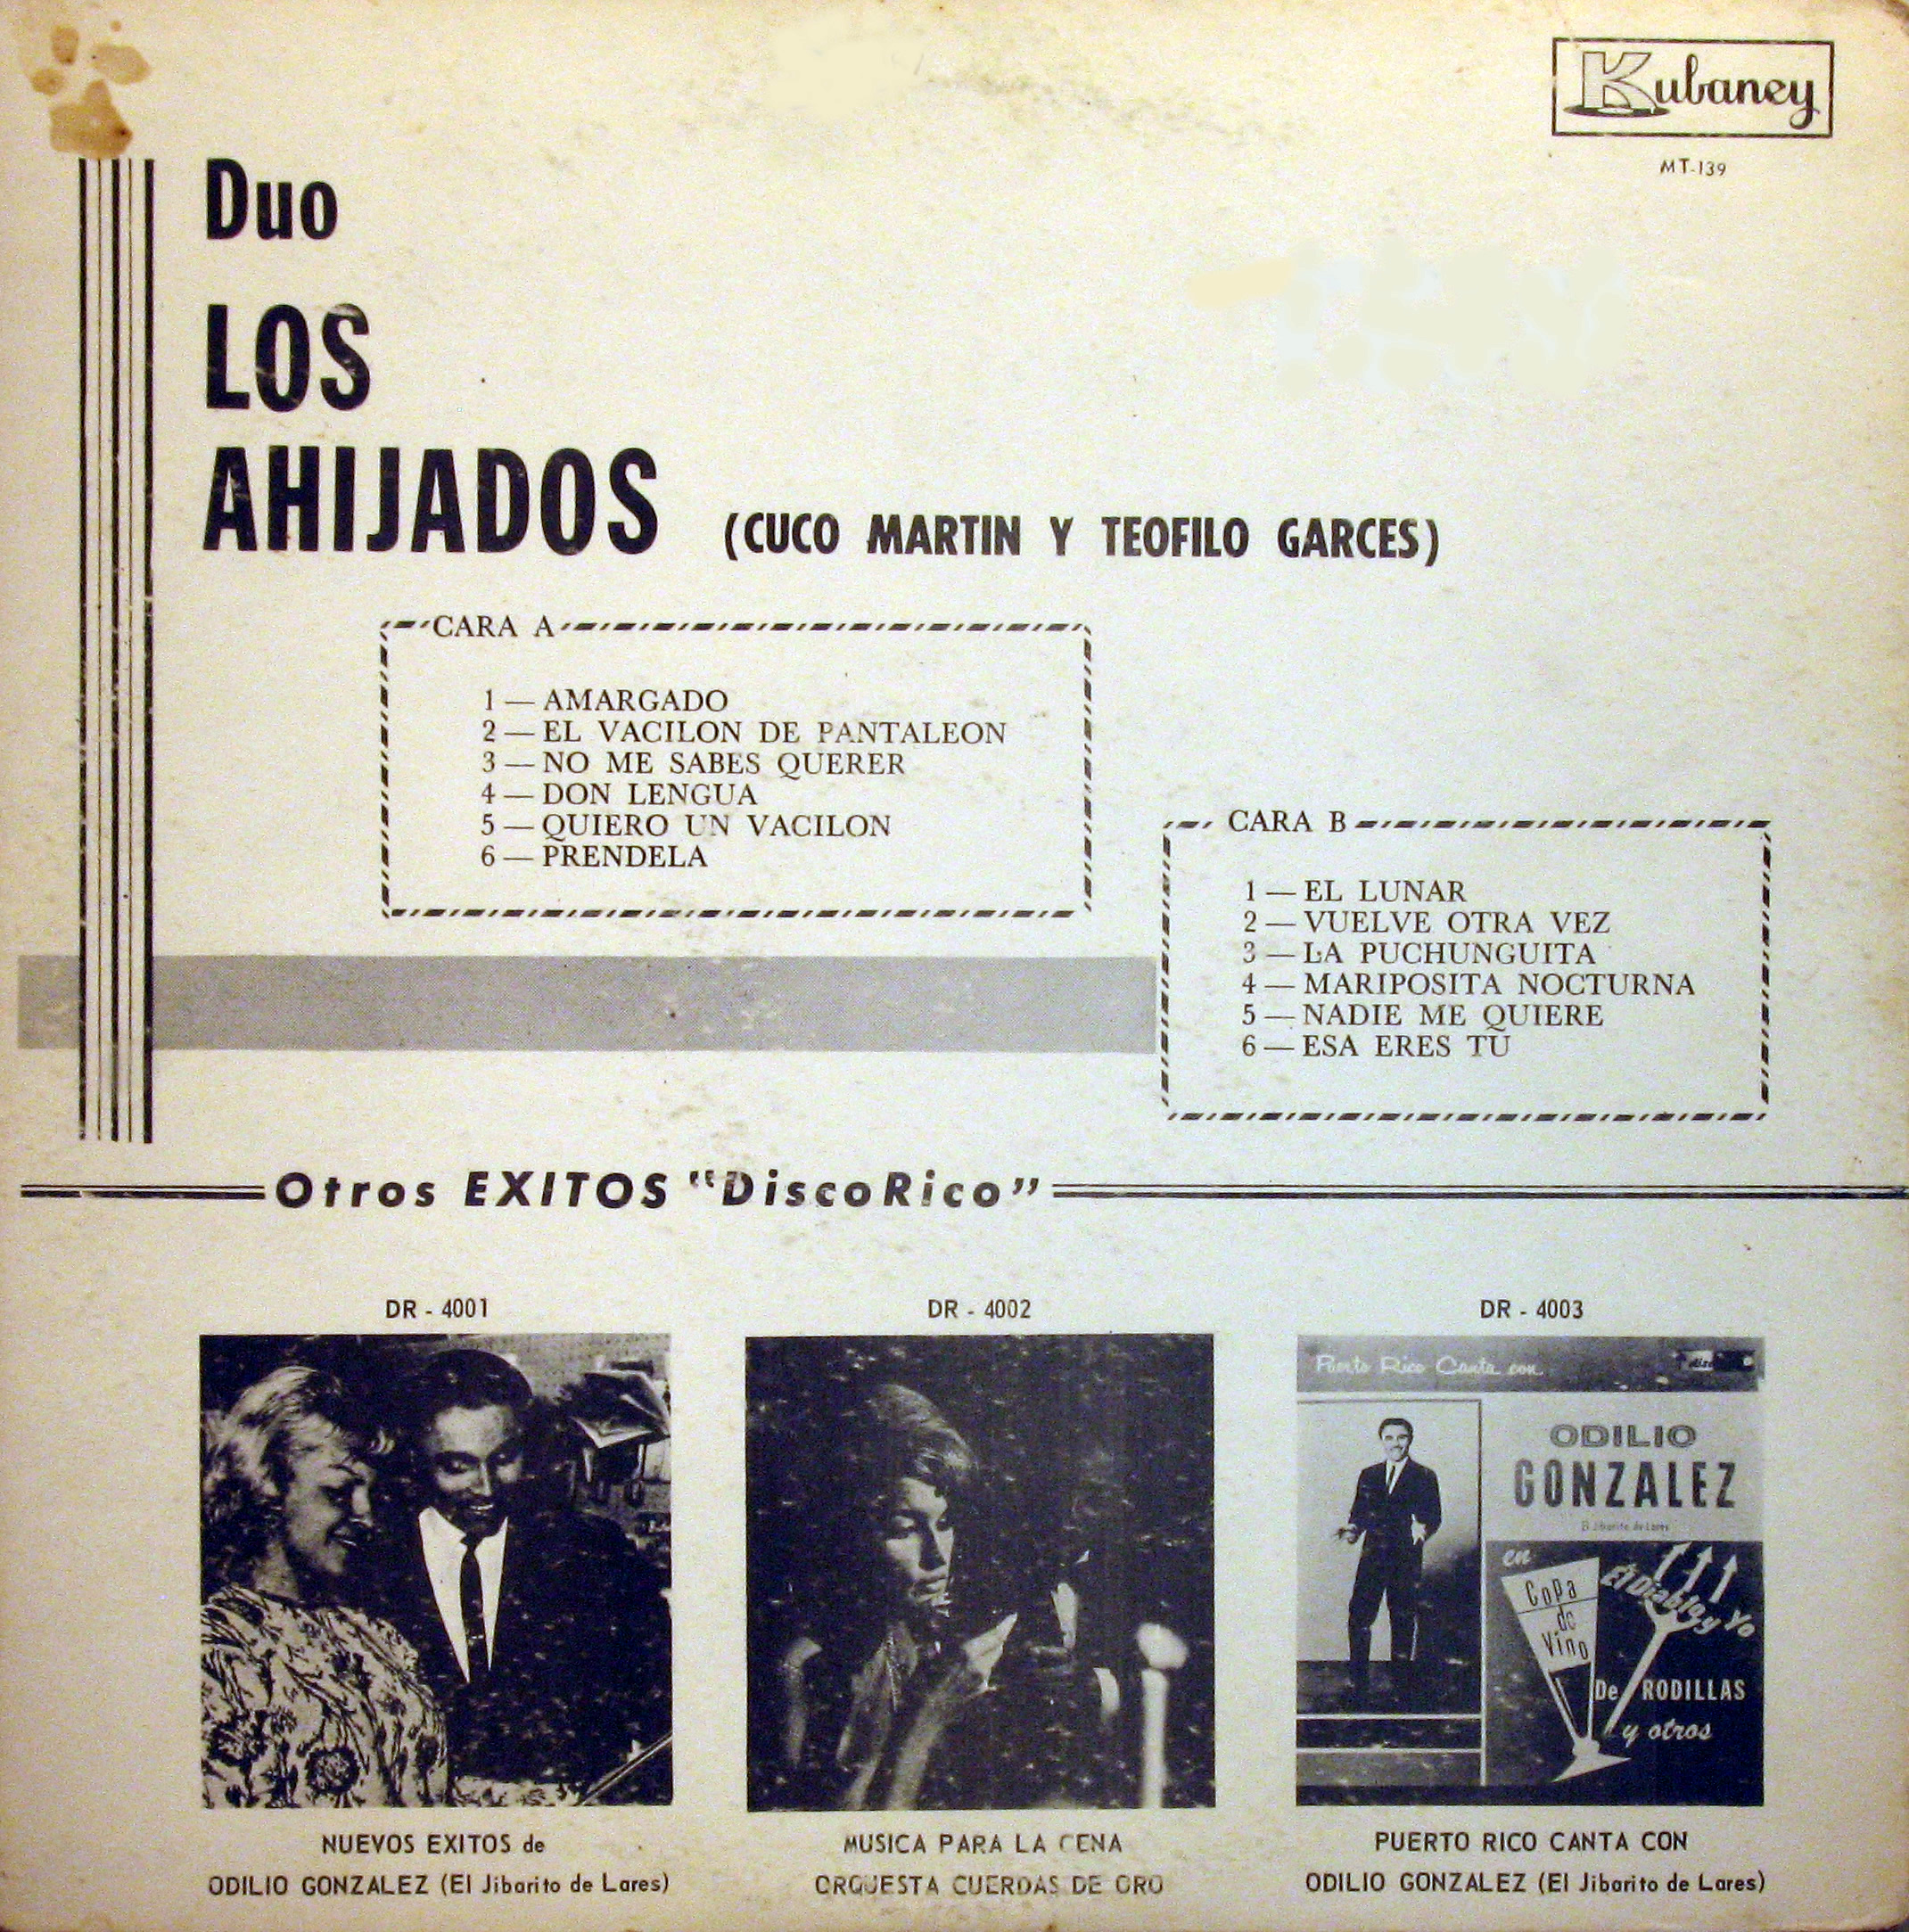 Kubaney
MT-139
Duo
LOS
AHIJADOS (CUCO MARTIN Y TEOFILO GARCES)
CARA A
1 — AMARGADO
2 — EL VACILON DE PANTALEON
3 — NO ME SABES QUERER
4 — DON LENGUA
5 — QUIERO UN VACILON
6 — PRENDELA
CARA B
1 — EL LUNAR
2 — VUELVE OTRA VEZ
3 — LA PUCHUNGUITA
4 — MARIPOSITA NOCTURNA
5 — NADIE ME QUIERE
6 — ESA ERES TU
Otros EXITOS "DiscoRico"
DR - 4001
DR - 4002
DR - 4003
Puerto Rico Canta con
ODILIO
GONZALEZ
El Jibarito de Lares
en
Copa
de
Vino
El Diablo y Yo
De RODILLAS
y otros
NUEVOS EXITOS de
ODILIO GONZALEZ (El Jibarito de Lares)
MUSICA PARA LA CENA
ORQUESTA CUERDAS DE ORO
PUERTO RICO CANTA CON
ODILIO GONZALEZ (El Jibarito de Lares)